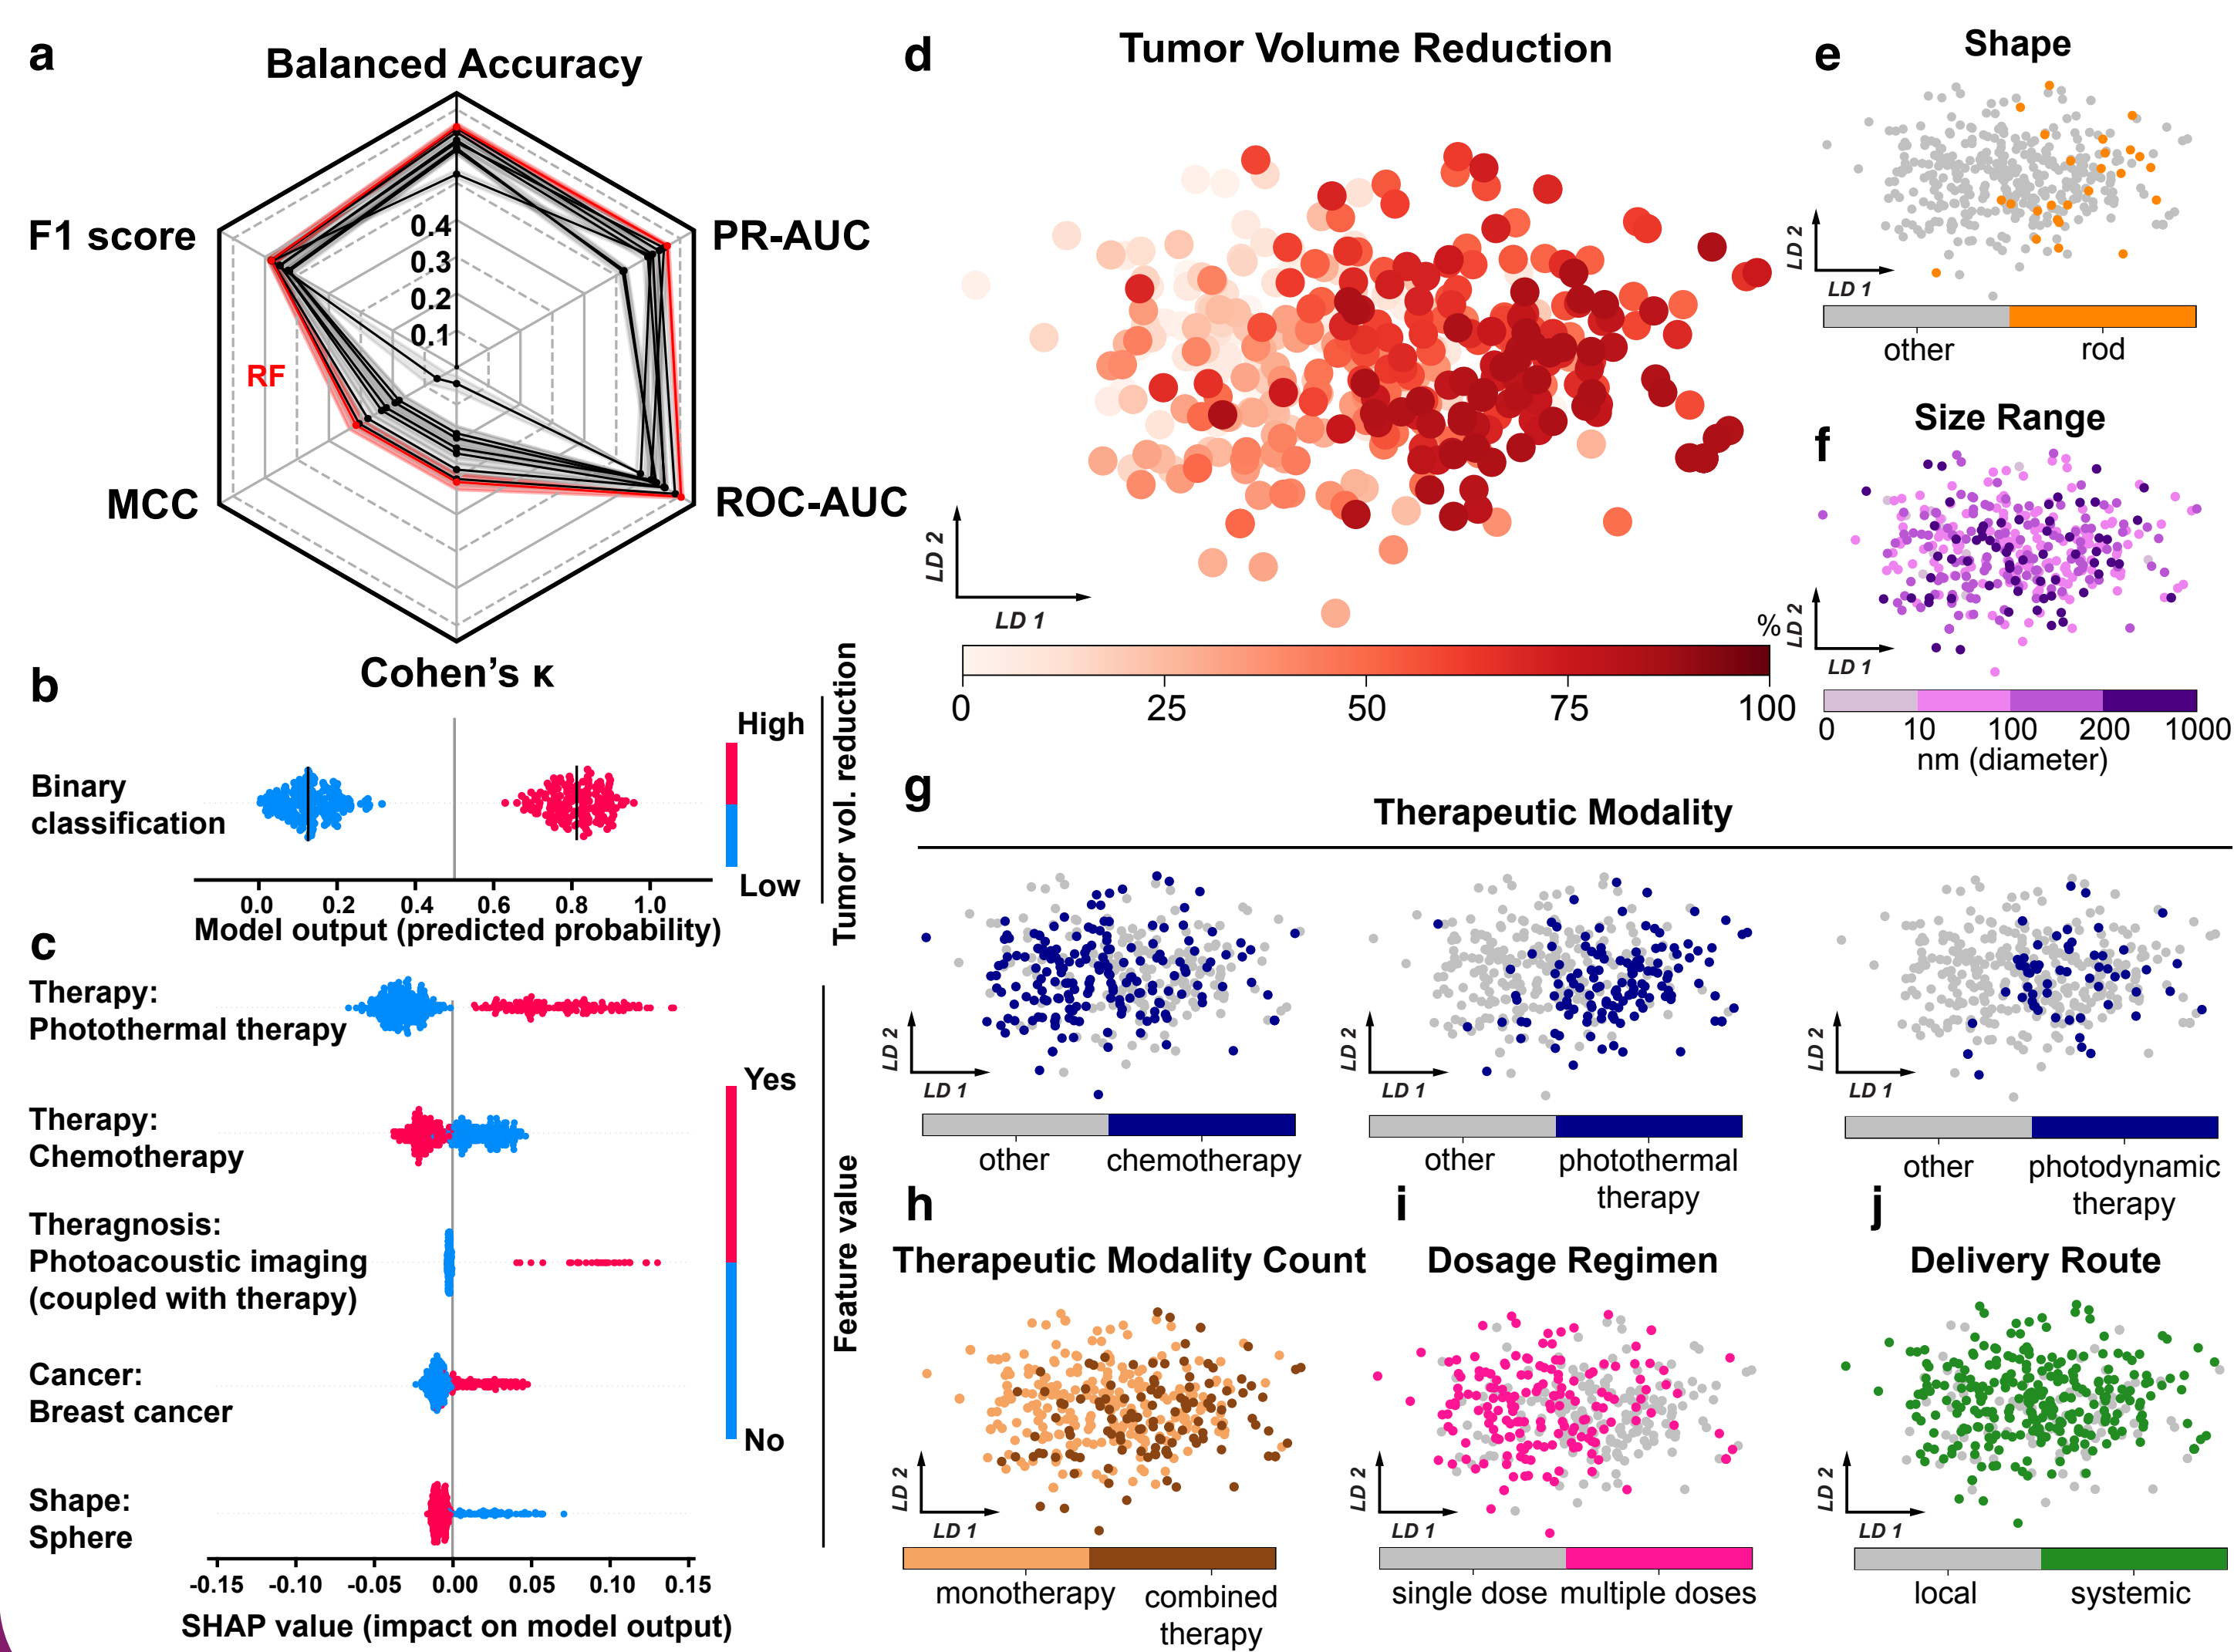 a
Balanced Accuracy
F1 score
PR-AUC
0.4
0.3
0.2
0.1
RF
MCC
ROC-AUC
Cohen's κ
b
Binary
classification
High
Low
Tumor vol. reduction
0.0 0.2 0.4 0.6 0.8 1.0
Model output (predicted probability)
c
Therapy:
Photothermal therapy
Therapy:
Chemotherapy
Theragnosis:
Photoacoustic imaging
(coupled with therapy)
Cancer:
Breast cancer
Shape:
Sphere
Yes
No
Feature value
-0.15 -0.10 -0.05 0.00 0.05 0.10 0.15
SHAP value (impact on model output)
d
Tumor Volume Reduction
LD 2
LD 1
%
0 25 50 75 100
e
Shape
LD 2
LD 1
other rod
f
Size Range
LD 2
LD 1
0 10 100 200 1000
nm (diameter)
g
Therapeutic Modality
LD 2
LD 1
other chemotherapy
LD 2
LD 1
other photothermal
therapy
LD 2
LD 1
other photodynamic
therapy
h
Therapeutic Modality Count
LD 2
LD 1
monotherapy combined
therapy
i
Dosage Regimen
LD 2
LD 1
single dose multiple doses
j
Delivery Route
LD 2
LD 1
local systemic